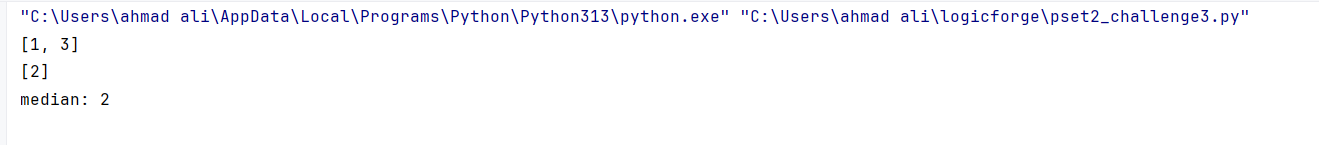 "C:\Users\ahmad ali\AppData\Local\Programs\Python\Python313\python.exe" "C:\Users\ahmad ali\logicforge\pset2_challenge3.py"
[1, 3]
[2]
median: 2